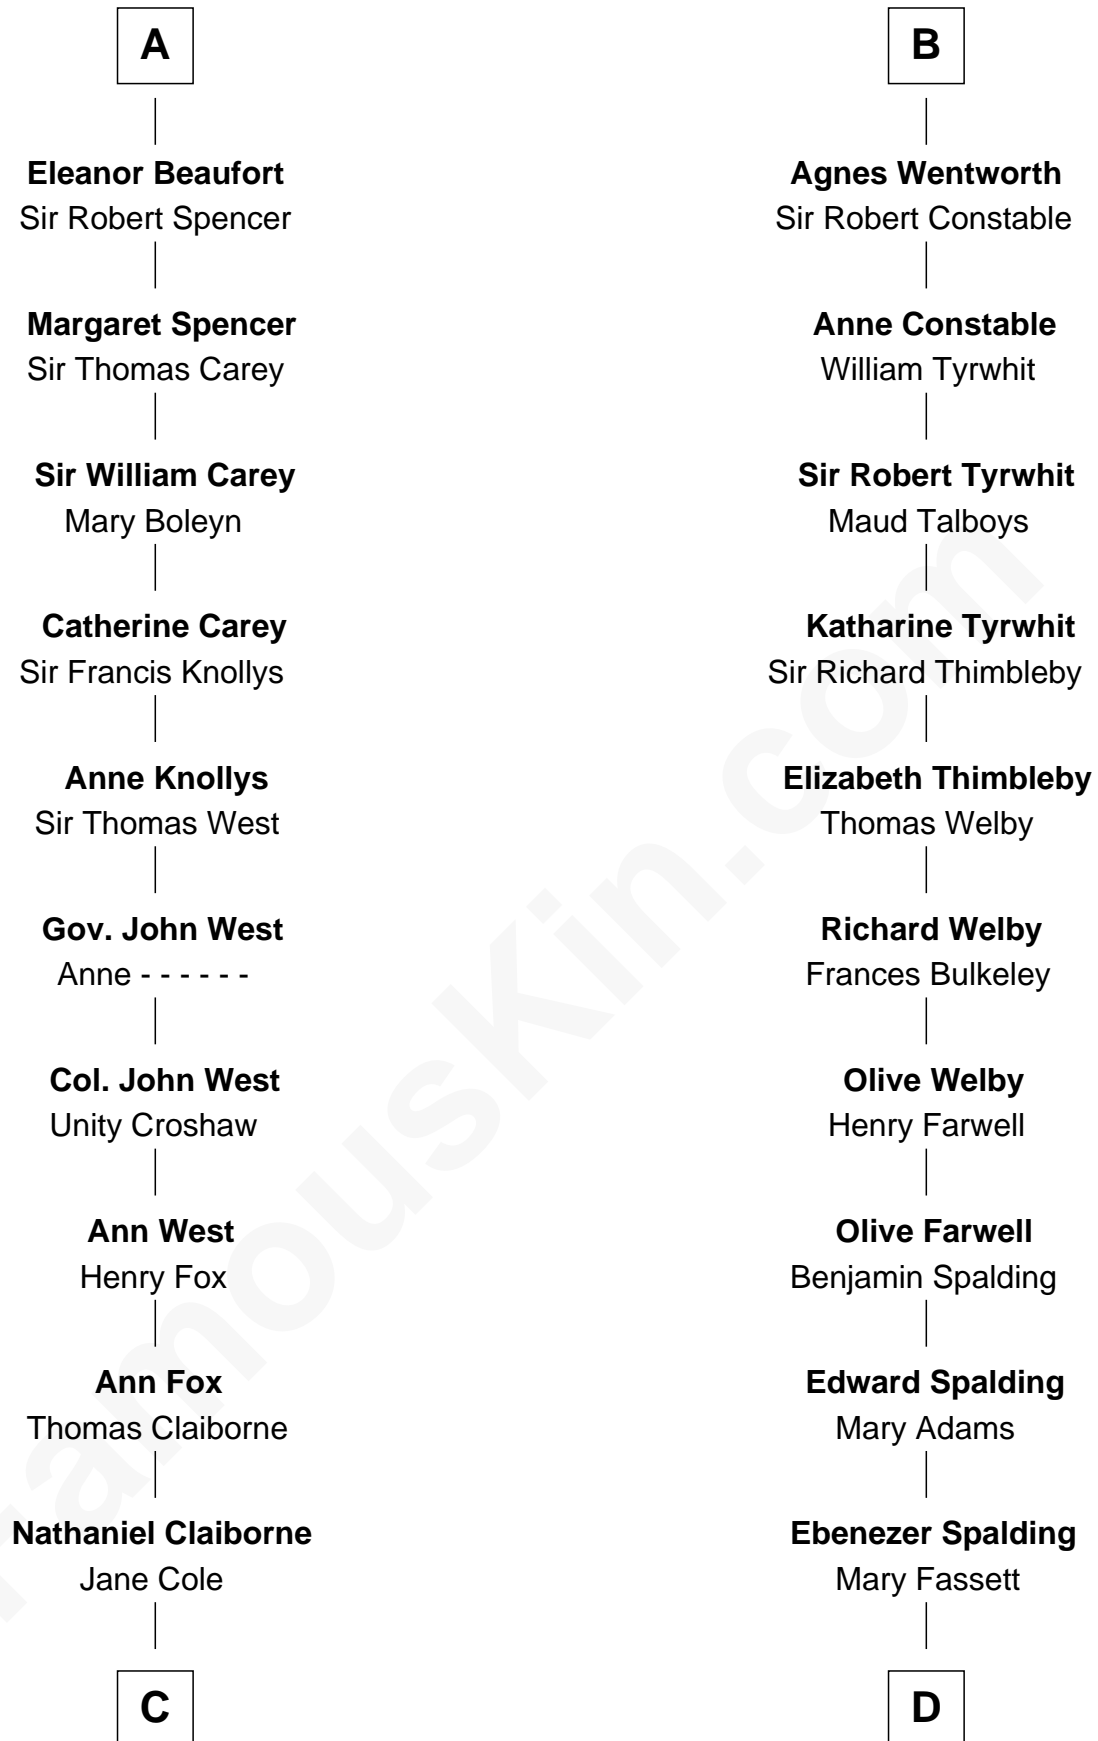 A
Eleanor Beaufort
Sir Robert Spencer
Margaret Spencer
Sir Thomas Carey
Sir William Carey
Mary Boleyn
Catherine Carey
Sir Francis Knollys
Anne Knollys
Sir Thomas West
Gov. John West
Anne - - - - - -
Col. John West
Unity Croshaw
Ann West
Henry Fox
Ann Fox
Thomas Claiborne
Nathaniel Claiborne
Jane Cole
C
B
Agnes Wentworth
Sir Robert Constable
Anne Constable
William Tyrwhit
Sir Robert Tyrwhit
Maud Talboys
Katharine Tyrwhit
Sir Richard Thimbleby
Elizabeth Thimbleby
Thomas Welby
Richard Welby
Frances Bulkeley
Olive Welby
Henry Farwell
Olive Farwell
Benjamin Spalding
Edward Spalding
Mary Adams
Ebenezer Spalding
Mary Fassett
D
FamousKin.com